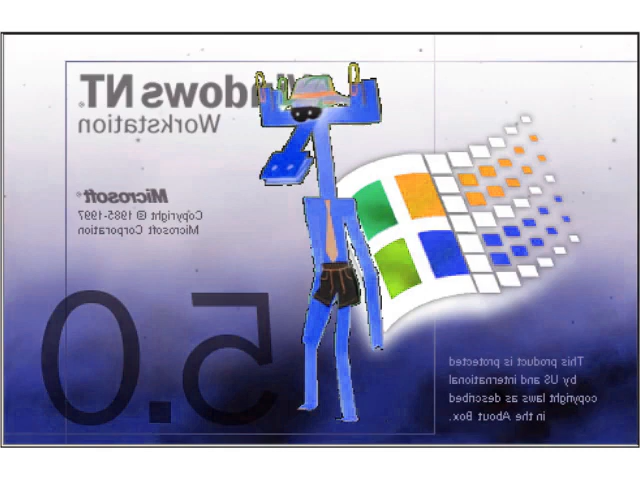 Windows NT.
Workstation
Microsoft®
Copyright © 1985-1997
Microsoft Corporation
5.0
This product is protected
by US and international
copyright laws as described
in the About Box.